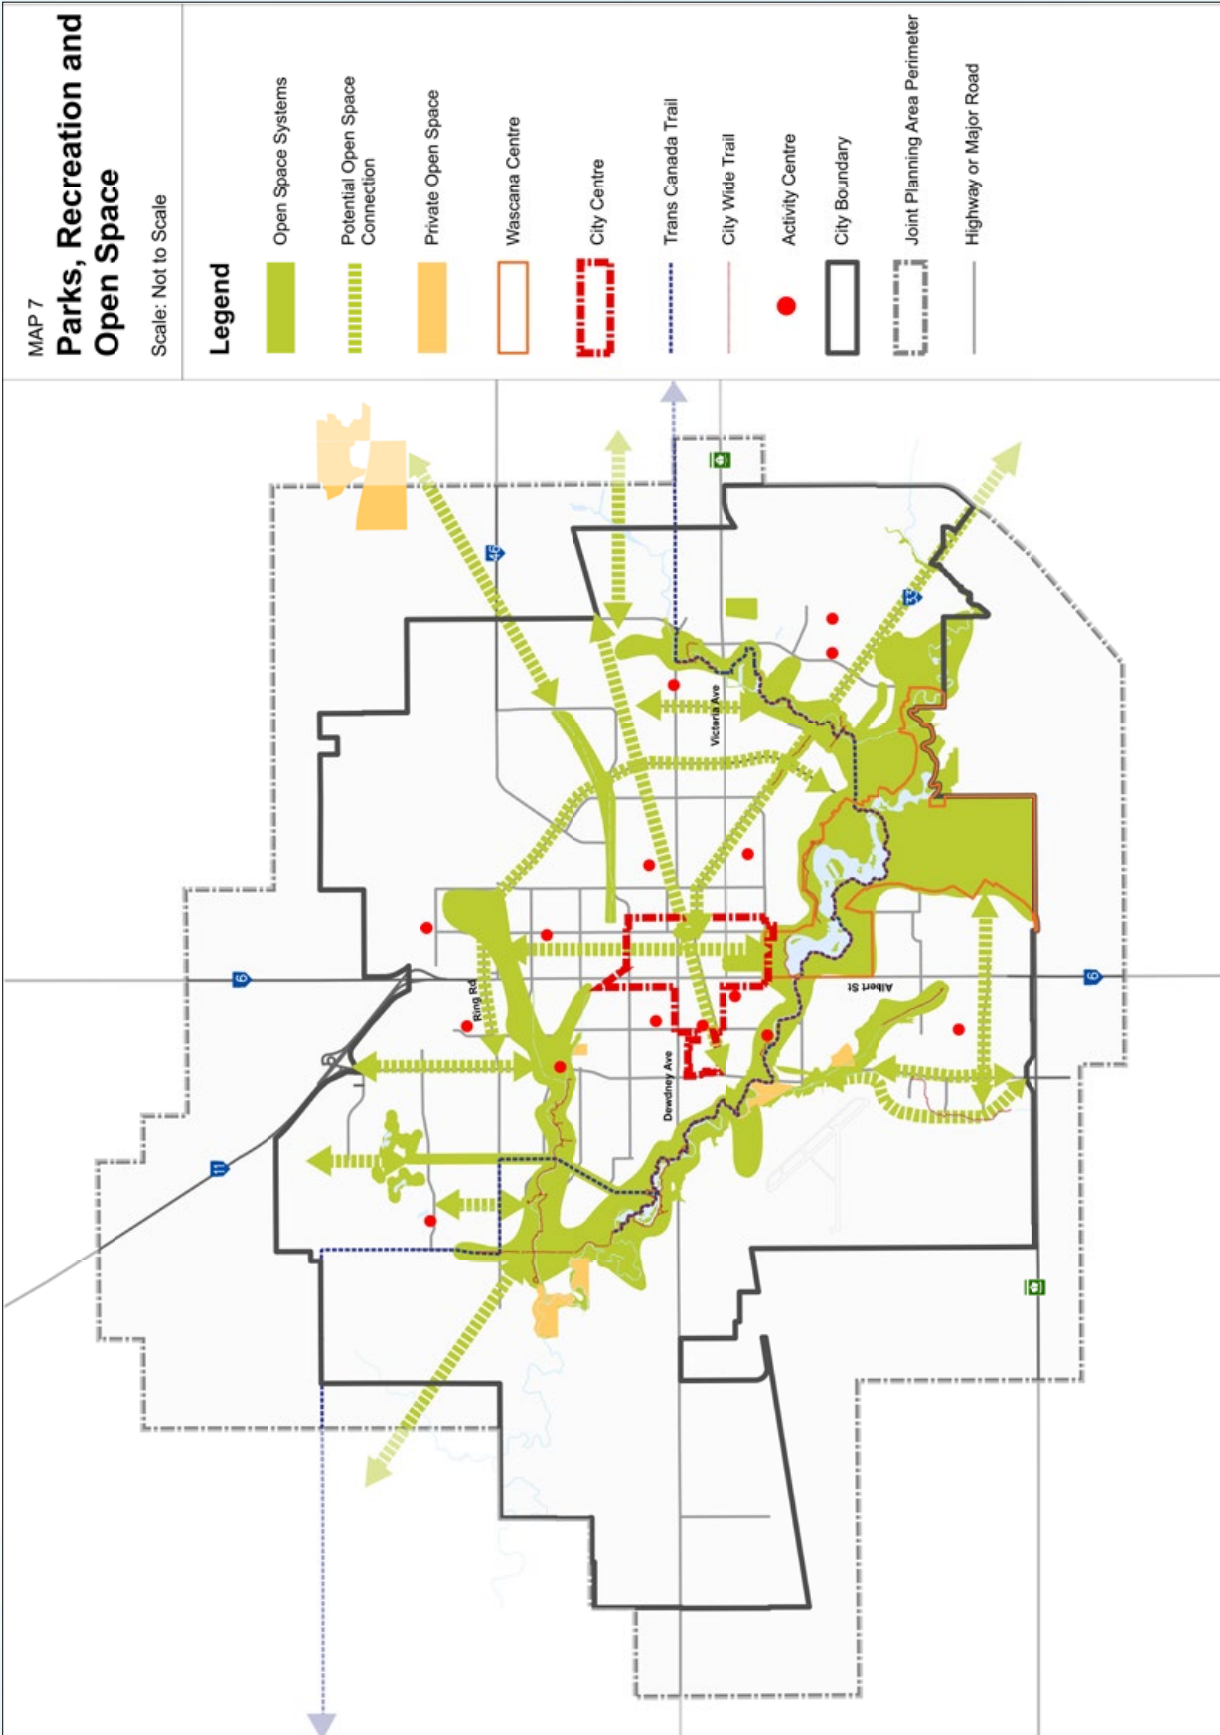 MAP 7
Parks, Recreation and
Open Space
Scale: Not to Scale
Legend
Open Space Systems
Potential Open Space
Connection
Private Open Space
Wascana Centre
City Centre
Trans Canada Trail
City Wide Trail
Activity Centre
City Boundary
Joint Planning Area Perimeter
Highway or Major Road
46
33
Victoria Ave
6
Ring Rd
Albert St
6
Dewdney Ave
11